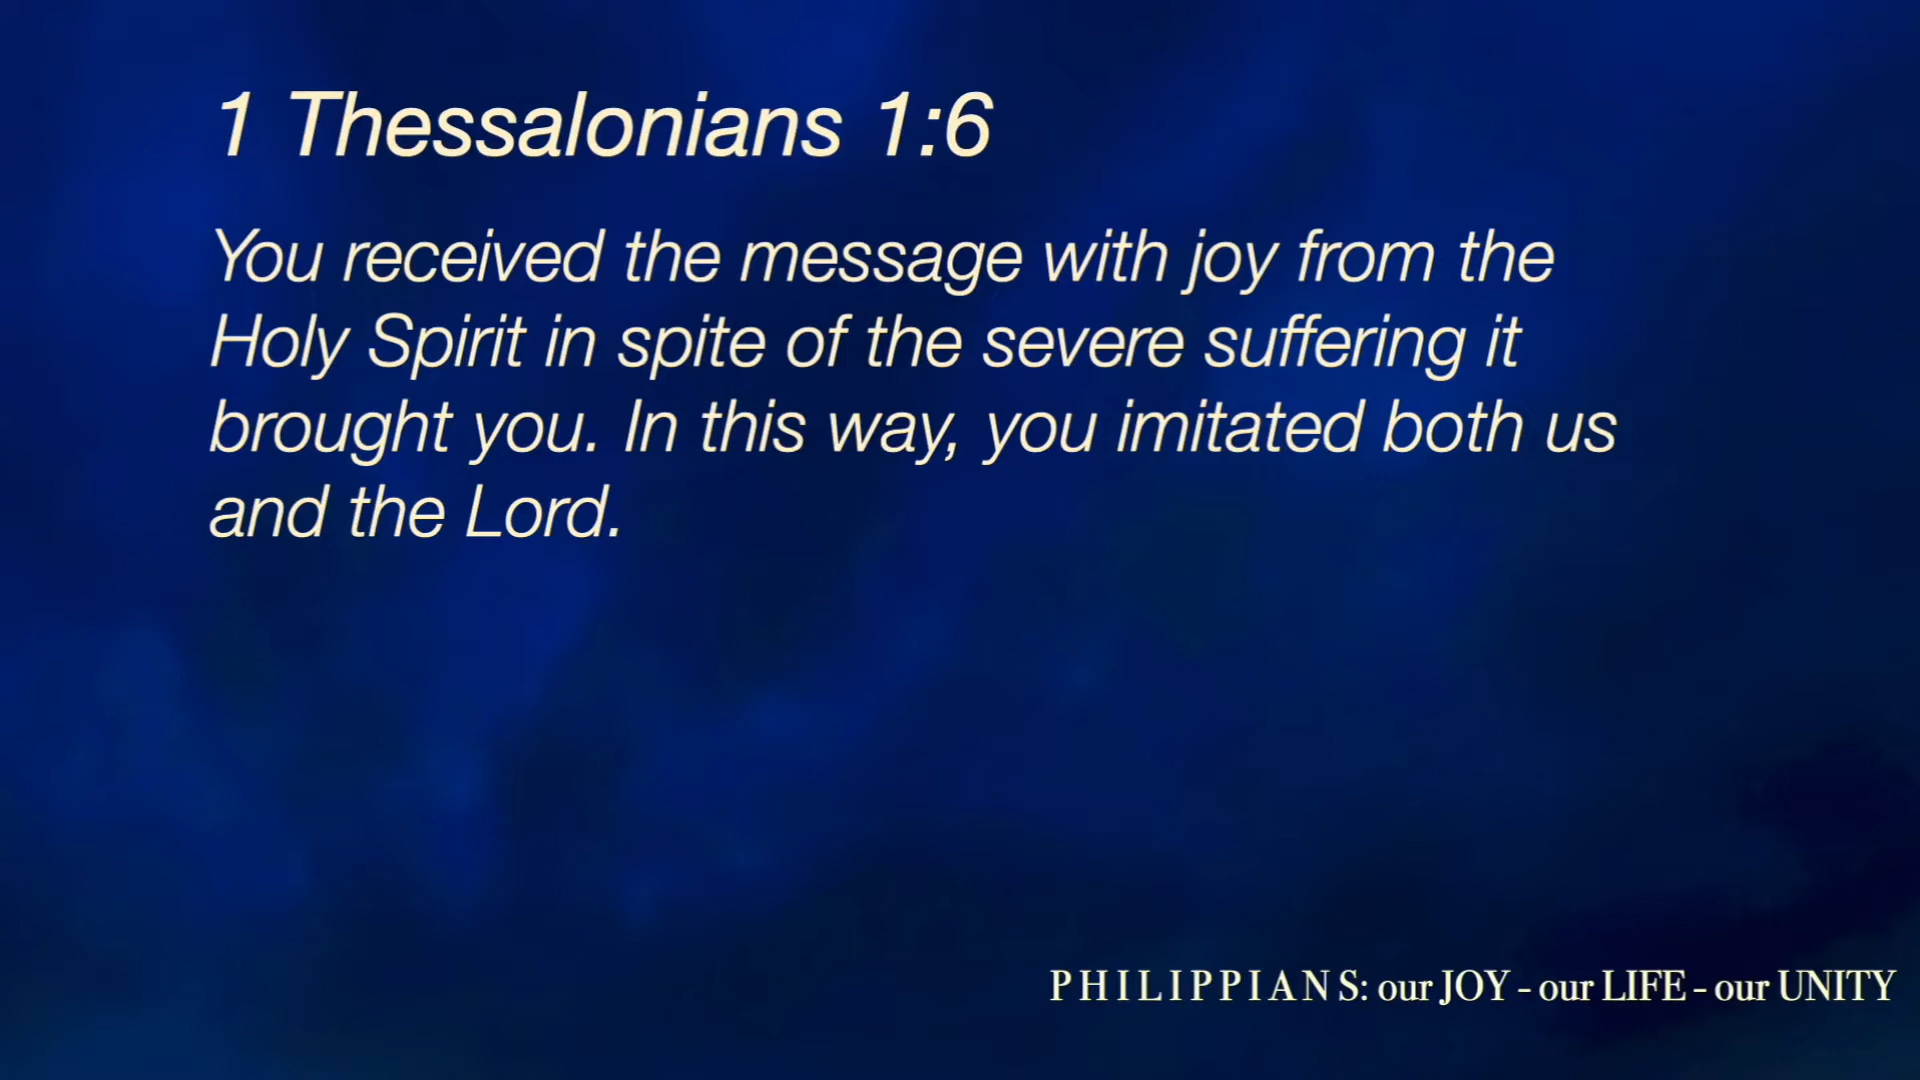 1 Thessalonians 1:6
You received the message with joy from the
Holy Spirit in spite of the severe suffering it
brought you. In this way, you imitated both us
and the Lord.
PHILIPPIANS: our JOY - our LIFE - our UNITY